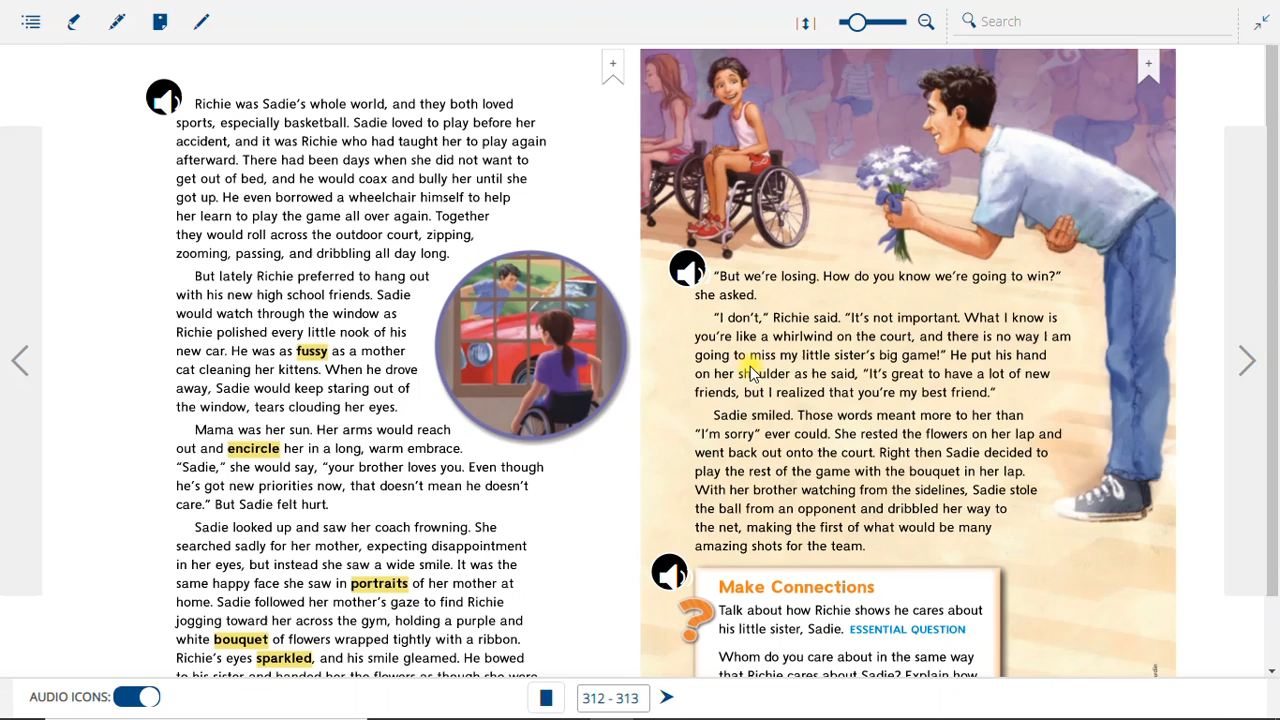 Search
Richie was Sadie's whole world, and they both loved
sports, especially basketball. Sadie loved to play before her
accident, and it was Richie who had taught her to play again
afterward. There had been days when she did not want to
get out of bed, and he would coax and bully her until she
got up. He even borrowed a wheelchair himself to help
her learn to play the game all over again. Together
they would roll across the outdoor court, zipping,
zooming, passing, and dribbling all day long.
But lately Richie preferred to hang out
with his new high school friends. Sadie
would watch through the window as
Richie polished every little nook of his
new car. He was as fussy as a mother
cat cleaning her kittens. When he drove
away, Sadie would keep staring out of
the window, tears clouding her eyes.
Mama was her sun. Her arms would reach
out and encircle her in a long, warm embrace.
"Sadie," she would say, "your brother loves you. Even though
he's got new priorities now, that doesn't mean he doesn't
care." But Sadie felt hurt.
Sadie looked up and saw her coach frowning. She
searched sadly for her mother, expecting disappointment
in her eyes, but instead she saw a wide smile. It was the
same happy face she saw in portraits of her mother at
home. Sadie followed her mother's gaze to find Richie
jogging toward her across the gym, holding a purple and
white bouquet of flowers wrapped tightly with a ribbon.
Richie's eyes sparkled, and his smile gleamed. He bowed
to his sister and handed her the flowers as though she were
"But we're losing. How do you know we're going to win?"
she asked.
"I don't," Richie said. "It's not important. What I know is
you're like a whirlwind on the court, and there is no way I am
going to miss my little sister's big game!" He put his hand
on her shoulder as he said, "It's great to have a lot of new
friends, but I realized that you're my best friend."
Sadie smiled. Those words meant more to her than
"I'm sorry" ever could. She rested the flowers on her lap and
went back out onto the court. Right then Sadie decided to
play the rest of the game with the bouquet in her lap.
With her brother watching from the sidelines, Sadie stole
the ball from an opponent and dribbled her way to
the net, making the first of what would be many
amazing shots for the team.
Make Connections
Talk about how Richie shows he cares about
his little sister, Sadie. ESSENTIAL QUESTION
Whom do you care about in the same way
that Richie cares about Sadie? Explain how
AUDIO ICONS:
312 - 313